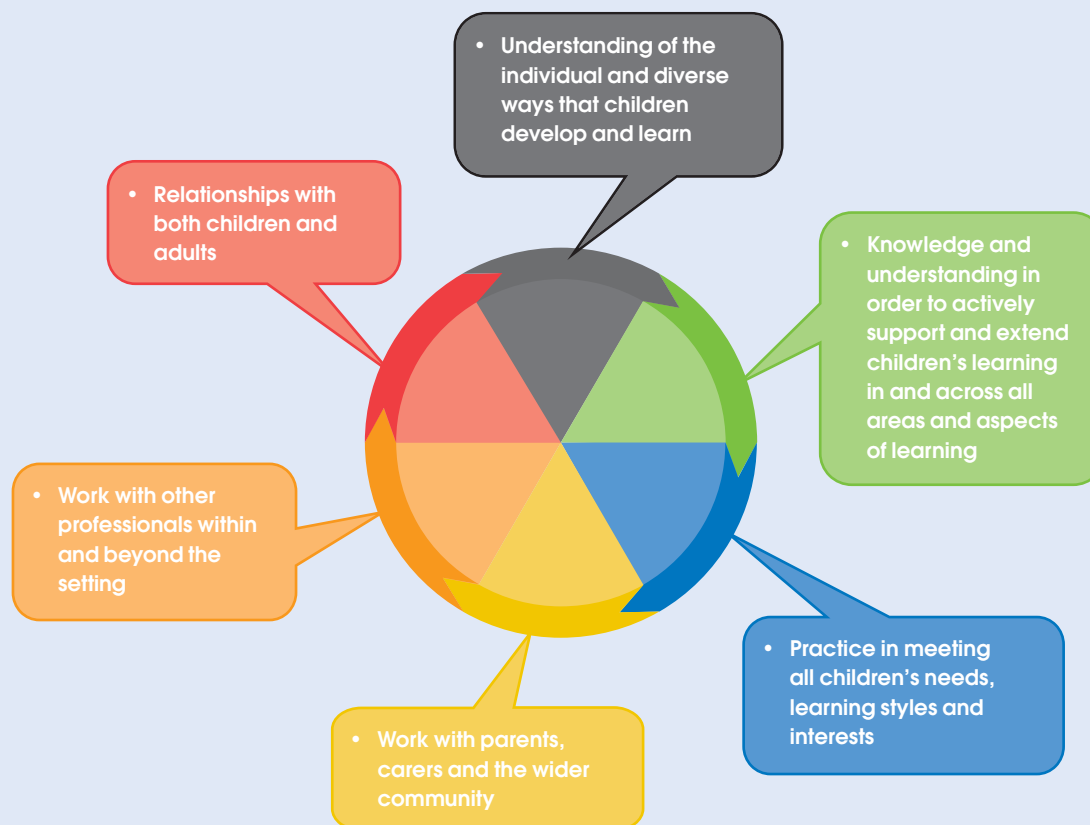 • Understanding of the
individual and diverse
ways that children
develop and learn
• Relationships with
both children and
adults
• Knowledge and
understanding in
order to actively
support and extend
children’s learning
in and across all
areas and aspects
of learning
• Work with other
professionals within
and beyond the
setting
• Practice in meeting
all children’s needs,
learning styles and
interests
• Work with parents,
carers and the wider
community